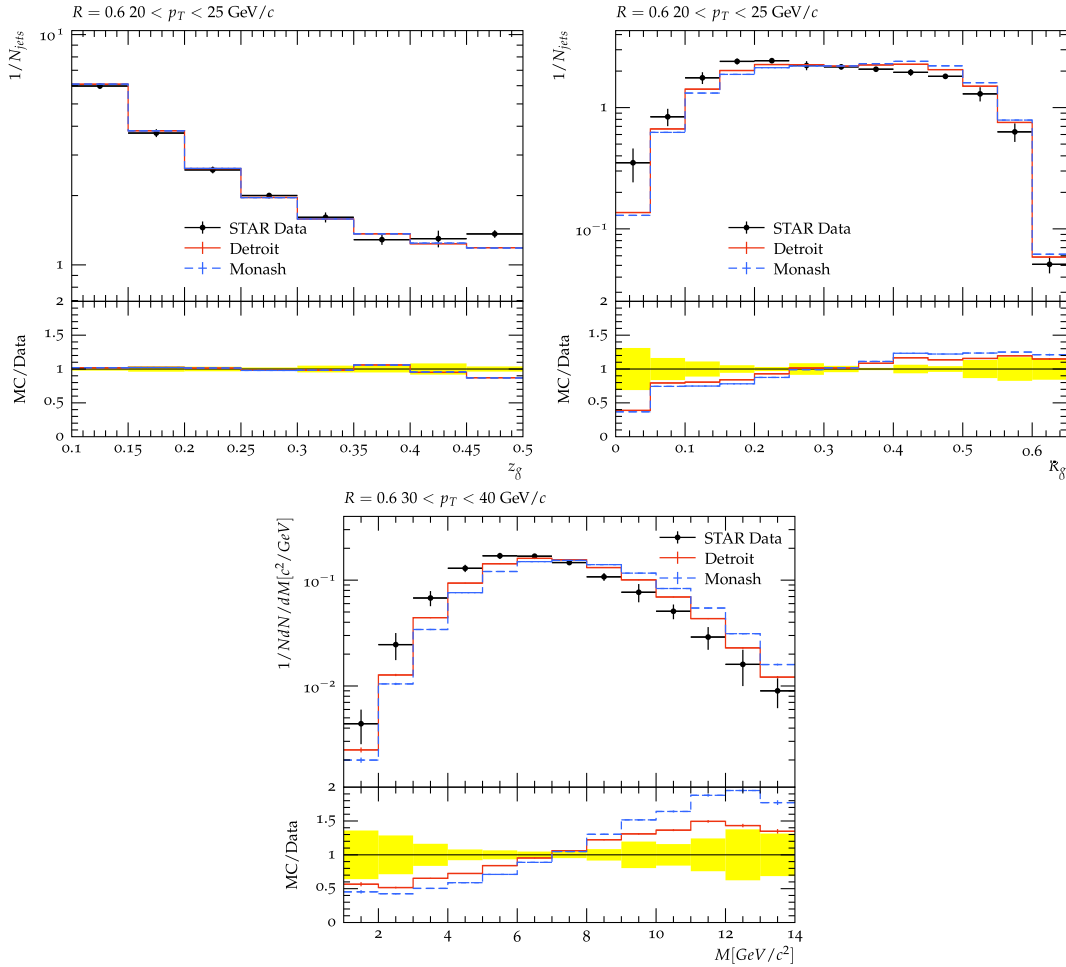 R = 0.6 20 < p_T < 25 GeV/c
1/N_jets
10^1
1
STAR Data
Detroit
Monash
MC/Data
2
1.5
1
0.5
0
0.1 0.15 0.2 0.25 0.3 0.35 0.4 0.45 0.5
z_g
R = 0.6 20 < p_T < 25 GeV/c
1/N_jets
1
10^−1
STAR Data
Detroit
Monash
MC/Data
2
1.5
1
0.5
0
0 0.1 0.2 0.3 0.4 0.5 0.6
R_g
R = 0.6 30 < p_T < 40 GeV/c
1/NdN/dM[c^2/GeV]
10^−1
10^−2
STAR Data
Detroit
Monash
MC/Data
2
1.5
1
0.5
0
2 4 6 8 10 12 14
M[GeV/c^2]